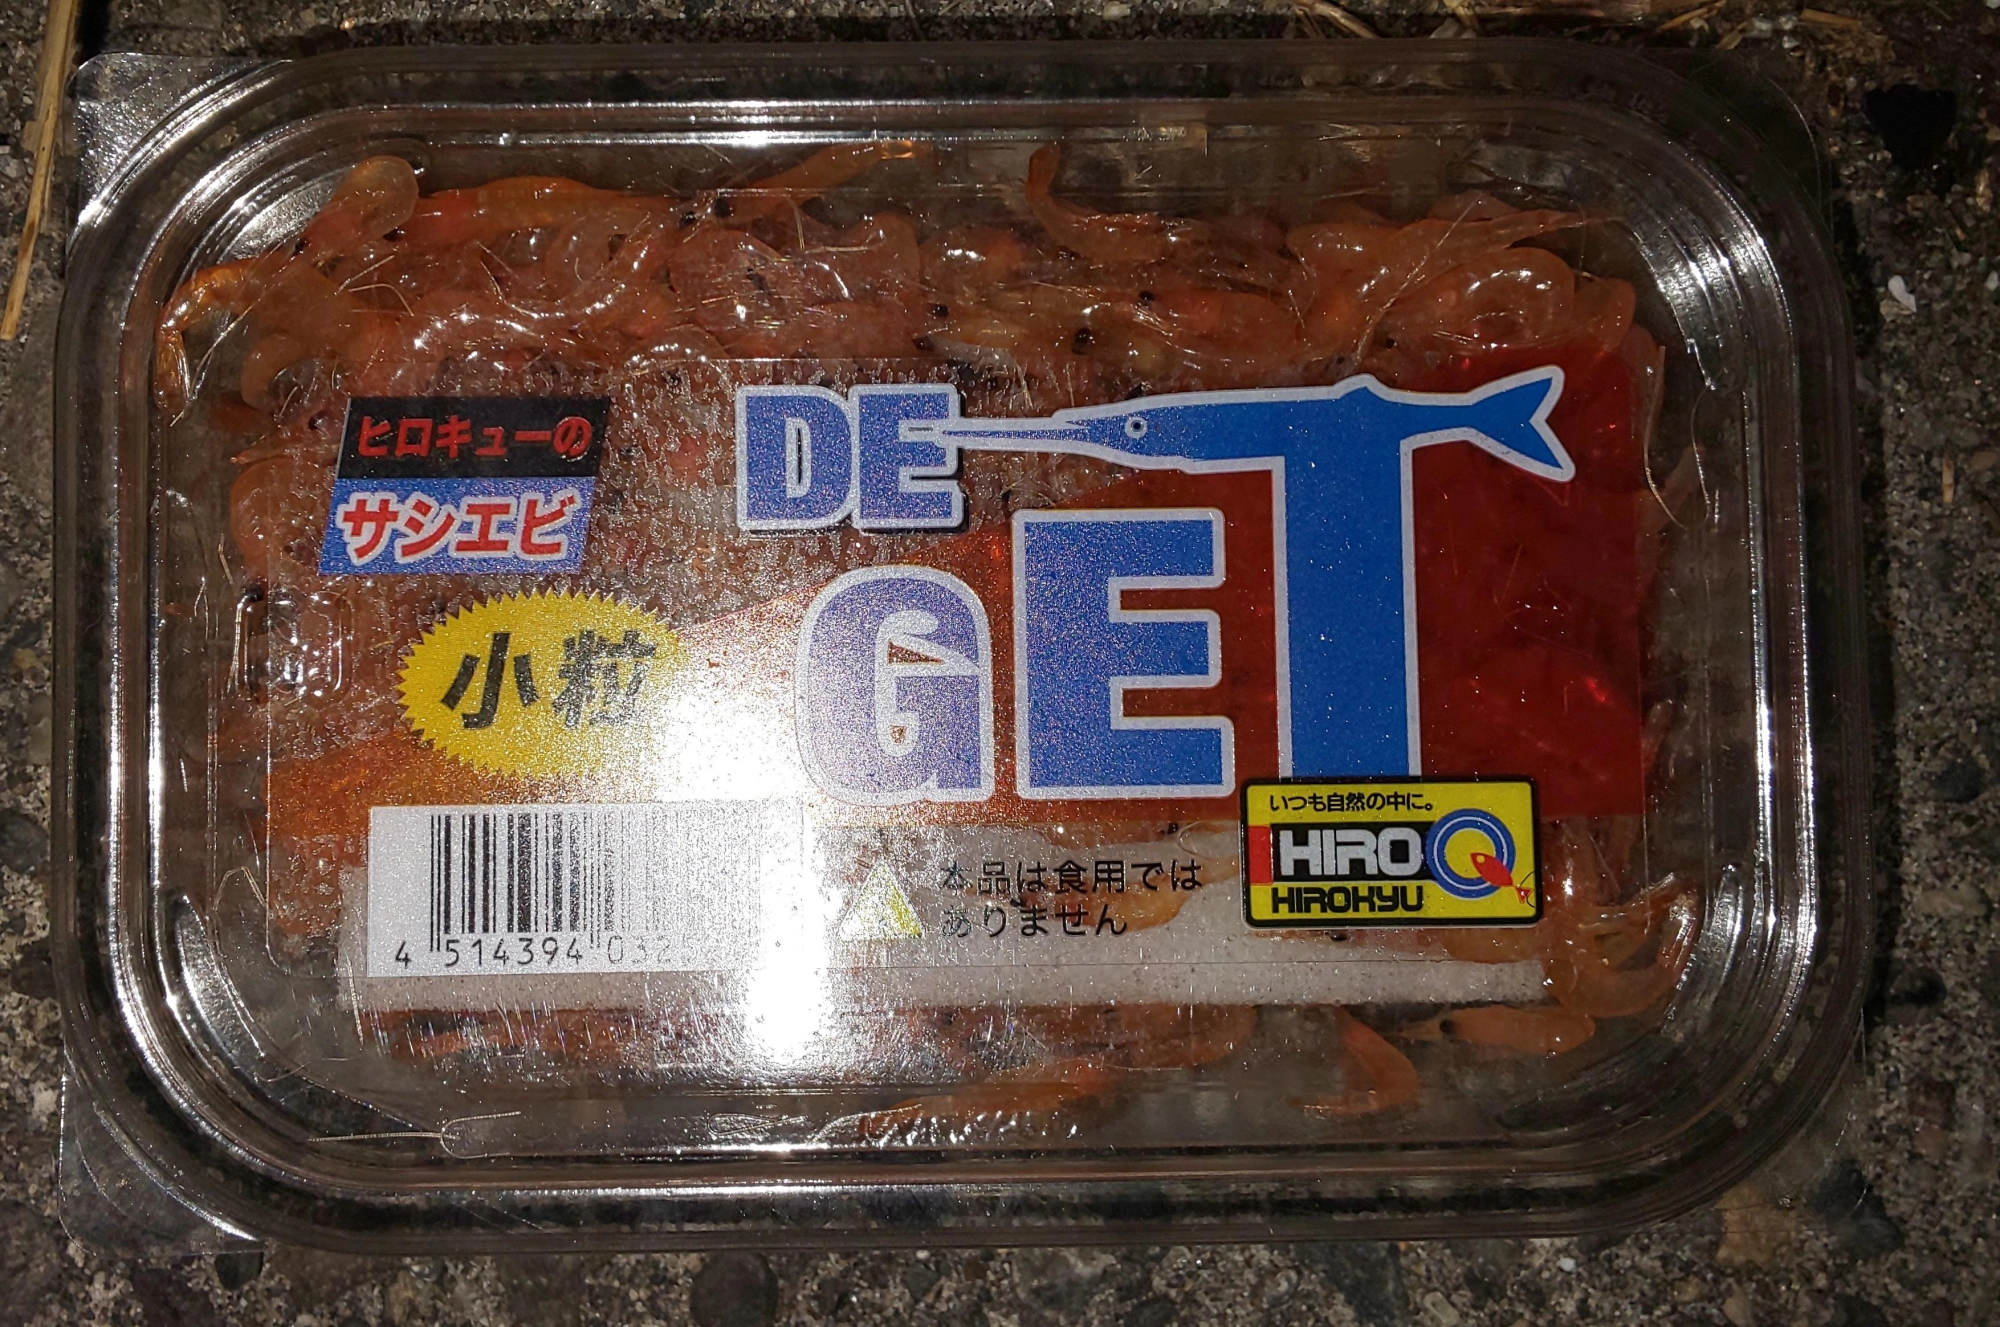 ヒロキューの
サシエビ
DE
GET
小粒
4 514394 032
本品は食用では
ありません
いつも自然の中に。
HIROQ
HIROKYU